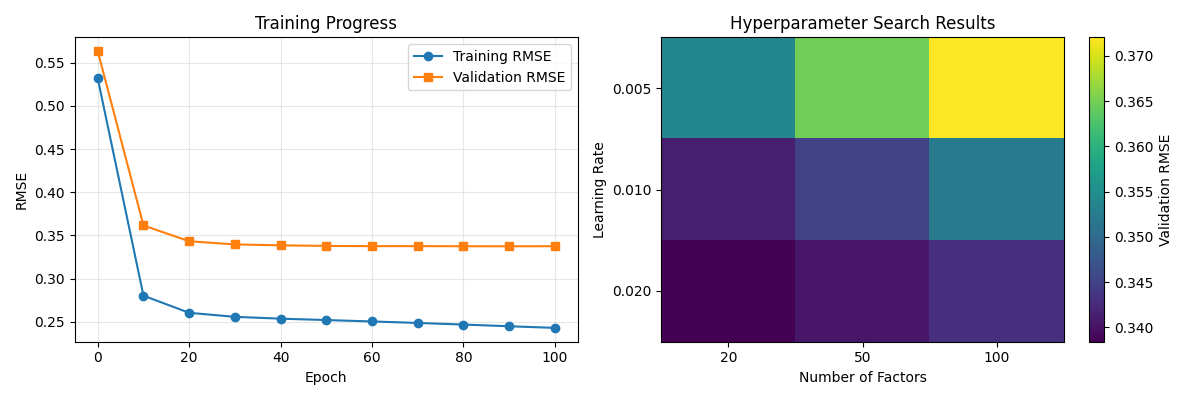 Training Progress
RMSE
0.55
0.50
0.45
0.40
0.35
0.30
0.25
Training RMSE
Validation RMSE
0 20 40 60 80 100
Epoch
Hyperparameter Search Results
Learning Rate
0.005
0.010
0.020
20 50 100
Number of Factors
0.370
0.365
0.360
0.355
0.350
0.345
0.340
Validation RMSE